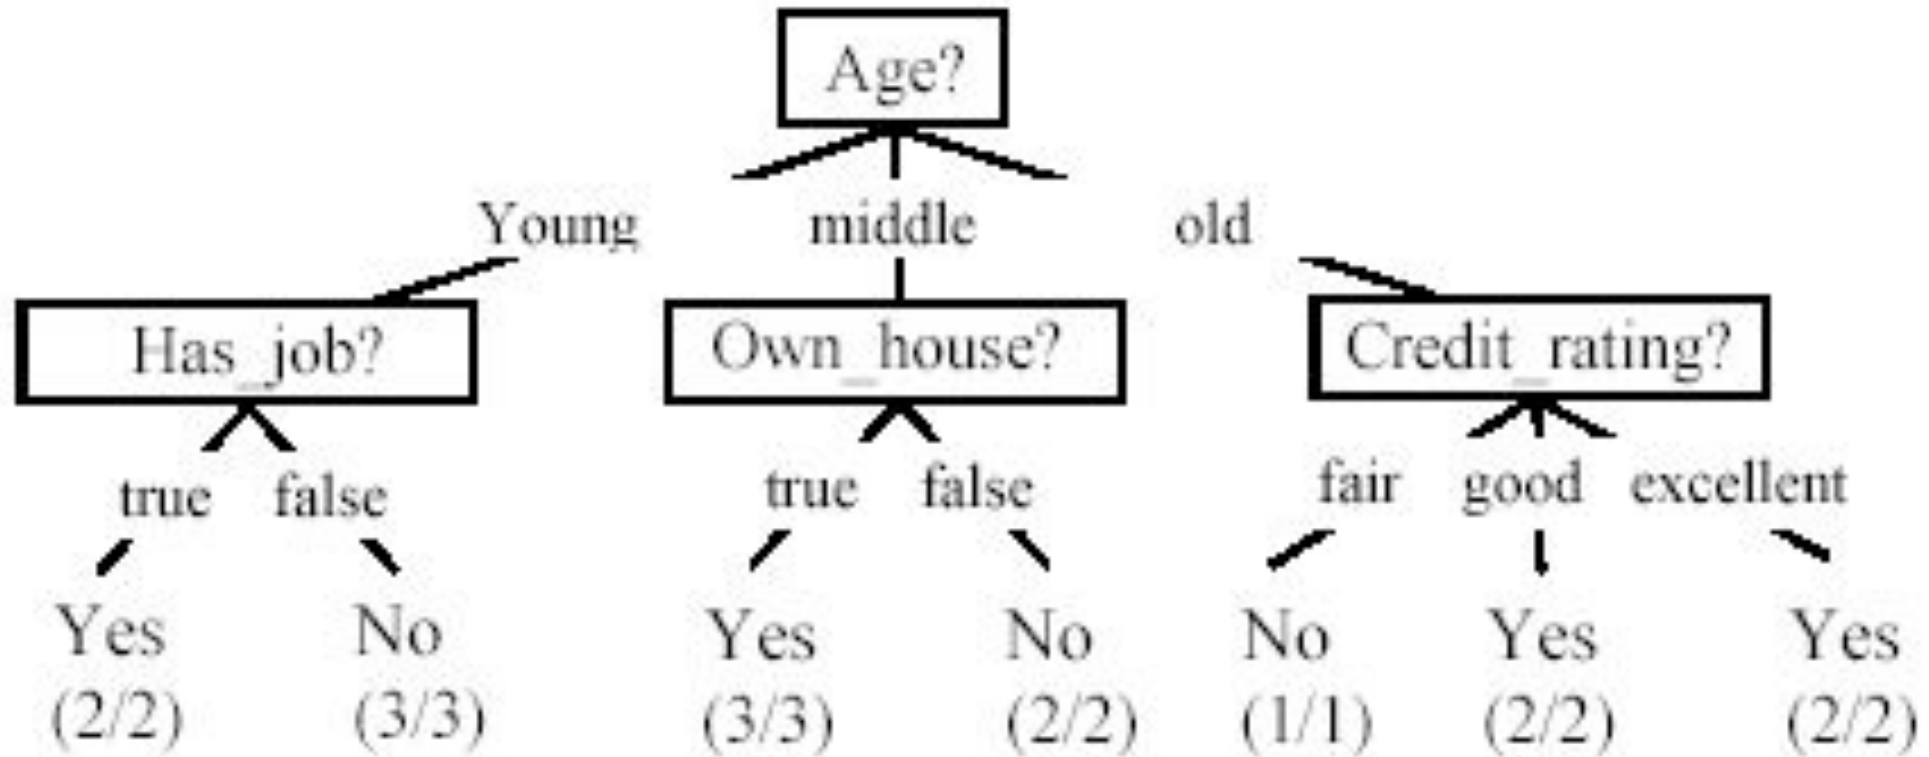 Age?
Young middle old
Has_job? Own_house? Credit_rating?
true false true false fair good excellent
Yes No Yes No No Yes Yes
(2/2) (3/3) (3/3) (2/2) (1/1) (2/2) (2/2)